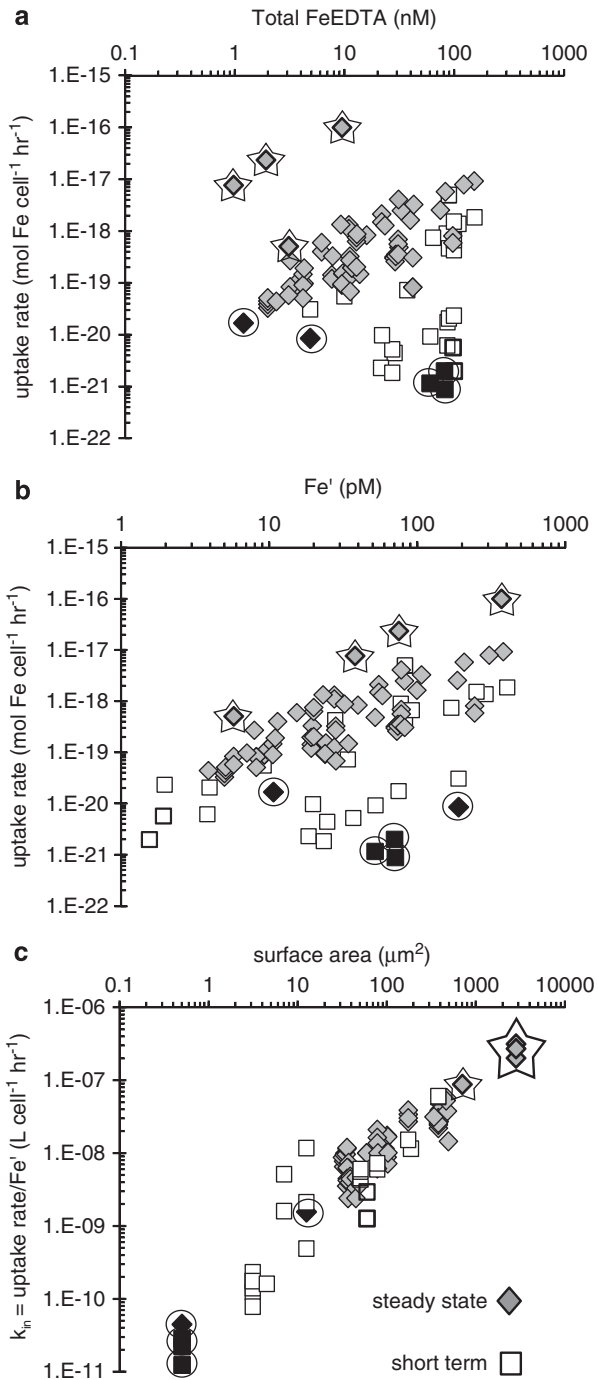 a
Total FeEDTA (nM)
0.1 1 10 100 1000
1.E-15
1.E-16
1.E-17
1.E-18
1.E-19
1.E-20
1.E-21
1.E-22
uptake rate (mol Fe cell-1 hr-1)
b
Fe' (pM)
1 10 100 1000
1.E-15
1.E-16
1.E-17
1.E-18
1.E-19
1.E-20
1.E-21
1.E-22
uptake rate (mol Fe cell-1 hr-1)
c
surface area (µm2)
0.1 1 10 100 1000 10000
1.E-06
1.E-07
1.E-08
1.E-09
1.E-10
1.E-11
kin = uptake rate/Fe' (L cell-1 hr-1)
steady state
short term